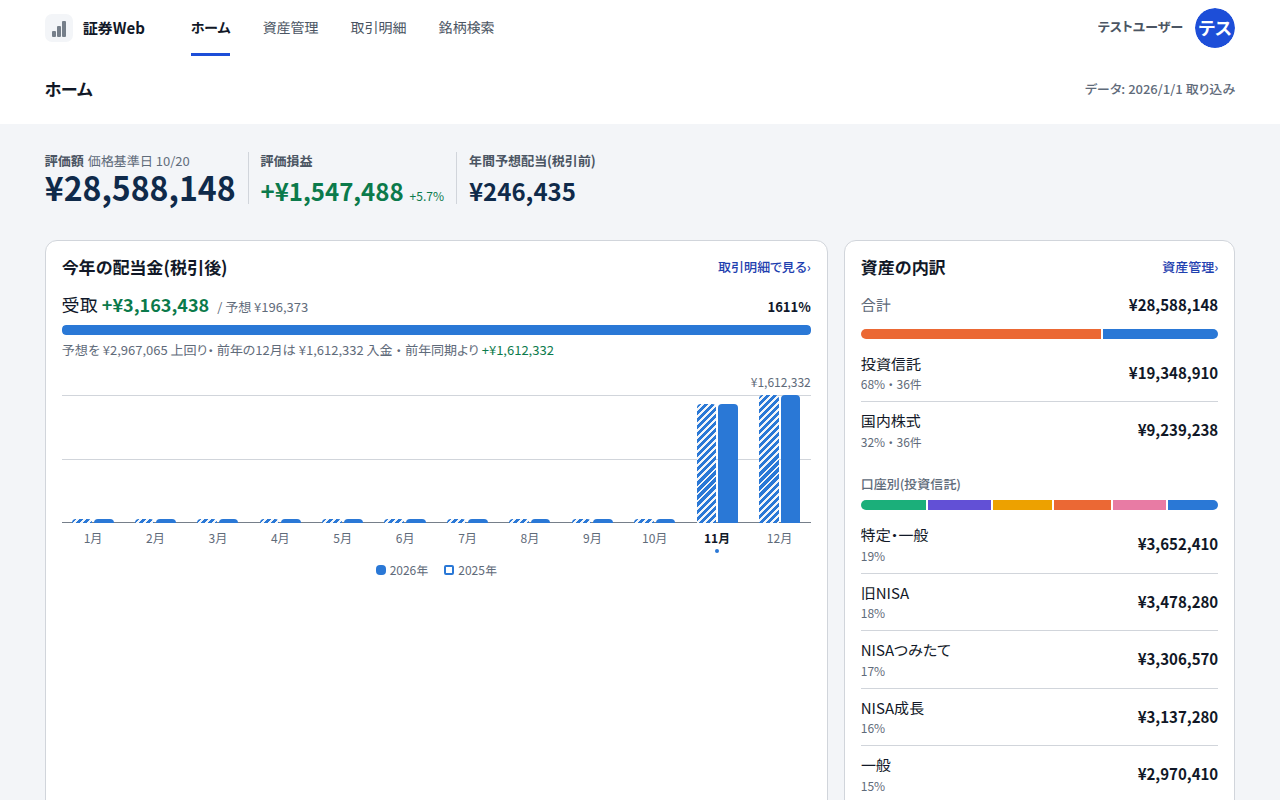 証券Web
ホーム
資産管理
取引明細
銘柄検索
テストユーザー
テス
ホーム
データ: 2026/1/1 取り込み
評価額 価格基準日 10/20
¥28,588,148
評価損益
+¥1,547,488 +5.7%
年間予想配当(税引前)
¥246,435
今年の配当金(税引後)
取引明細で見る›
受取 +¥3,163,438 / 予想 ¥196,373
1611%
予想を ¥2,967,065 上回り・前年の12月は ¥1,612,332 入金・前年同期より +¥1,612,332
¥1,612,332
1月 2月 3月 4月 5月 6月 7月 8月 9月 10月 11月 12月
2026年 2025年
資産の内訳
資産管理›
合計
¥28,588,148
投資信託
68%・36件
¥19,348,910
国内株式
32%・36件
¥9,239,238
口座別(投資信託)
特定・一般
19%
¥3,652,410
旧NISA
18%
¥3,478,280
NISAつみたて
17%
¥3,306,570
NISA成長
16%
¥3,137,280
一般
15%
¥2,970,410